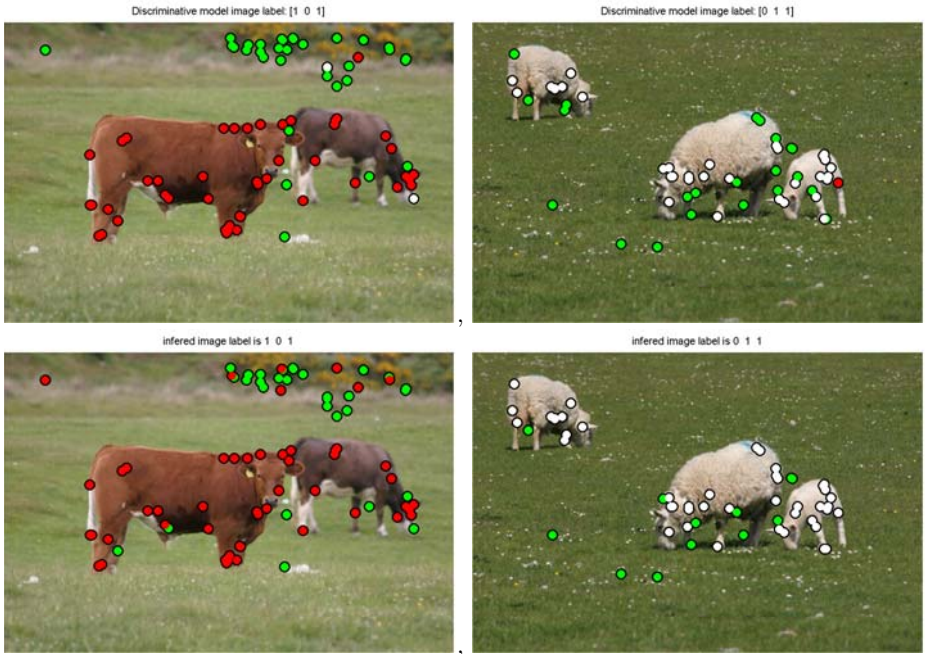 Discriminative model image label: [1 0 1]
Discriminative model image label: [0 1 1]
,
infered image label is 1 0 1
infered image label is 0 1 1
,